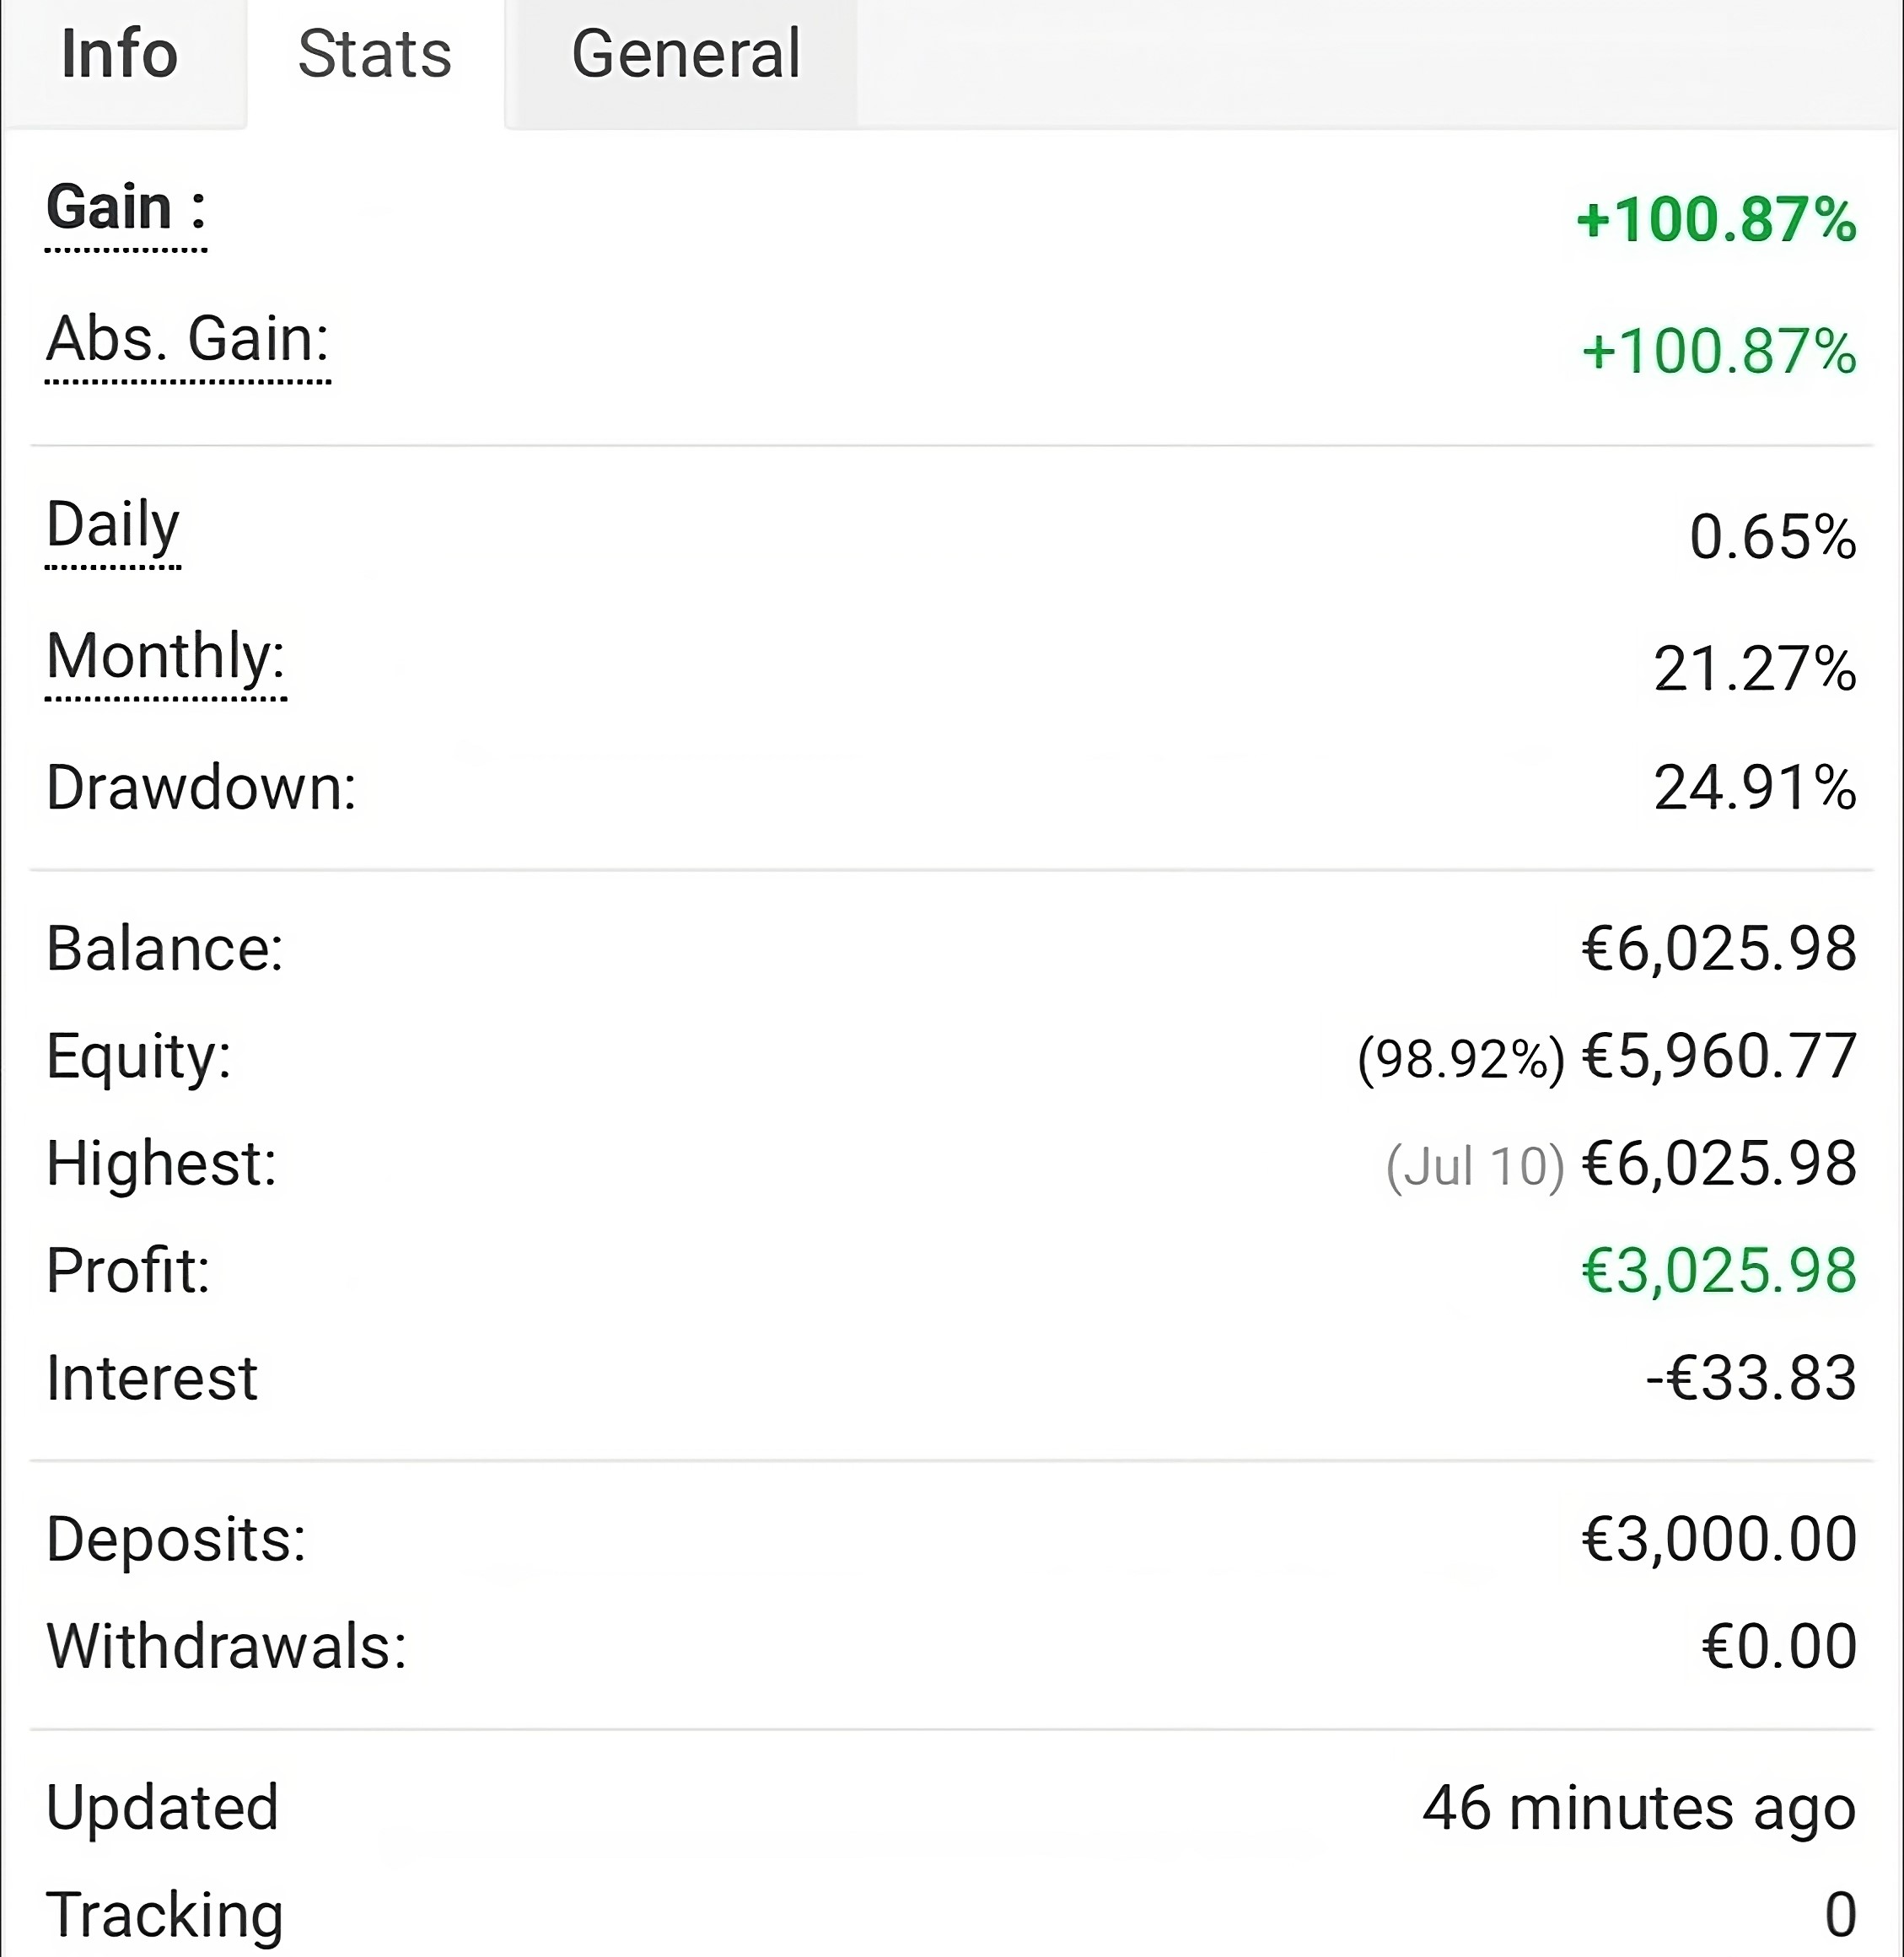 Info Stats General
Gain : +100.87%
Abs. Gain: +100.87%
Daily 0.65%
Monthly: 21.27%
Drawdown: 24.91%
Balance: €6,025.98
Equity: (98.92%) €5,960.77
Highest: (Jul 10) €6,025.98
Profit: €3,025.98
Interest -€33.83
Deposits: €3,000.00
Withdrawals: €0.00
Updated 46 minutes ago
Tracking 0